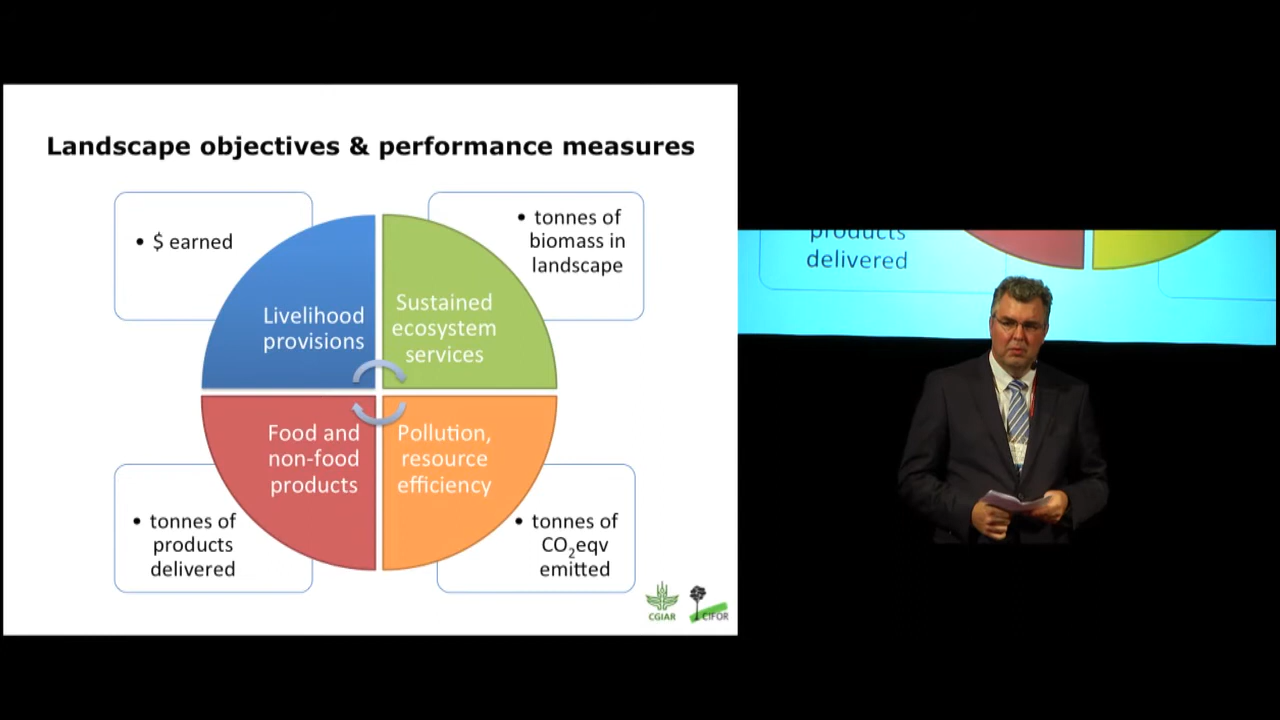 Landscape objectives & performance measures
• $ earned
• tonnes of
biomass in
landscape
Livelihood
provisions
Sustained
ecosystem
services
Food and
non-food
products
Pollution,
resource
efficiency
• tonnes of
products
delivered
• tonnes of
CO₂eqv
emitted
CGIAR
CIFOR
products
delivered